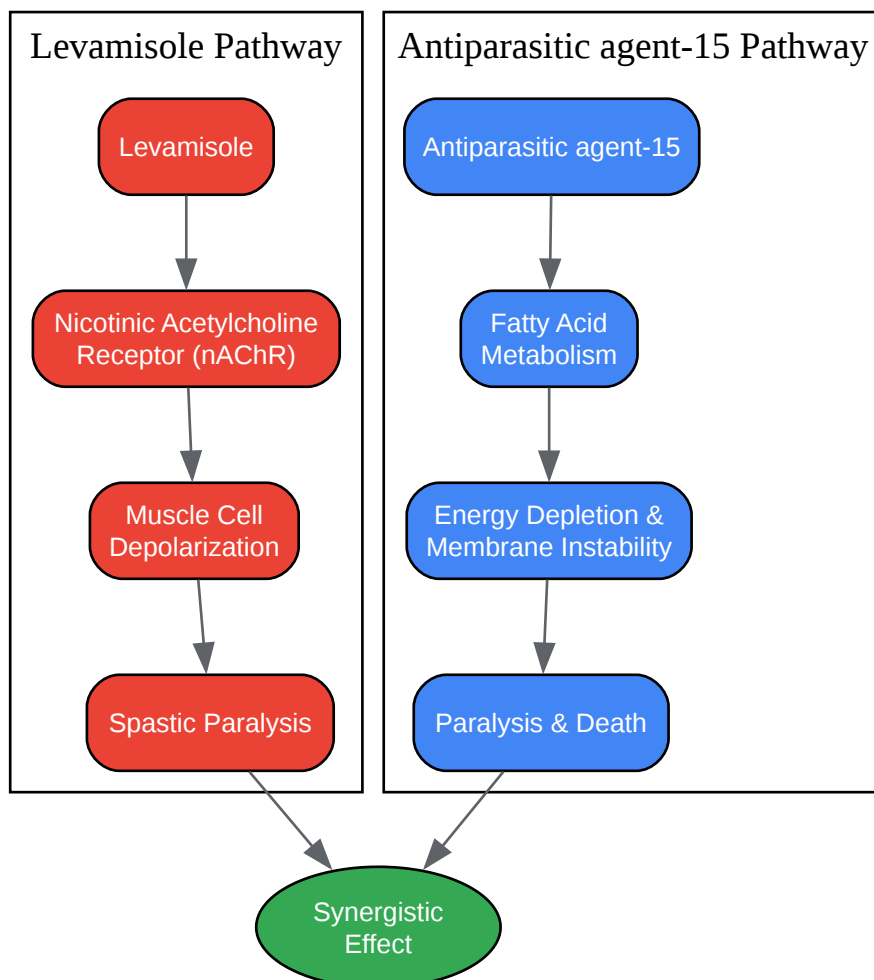 Levamisole Pathway
Levamisole
Nicotinic Acetylcholine
Receptor (nAChR)
Muscle Cell
Depolarization
Spastic Paralysis
Antiparasitic agent-15 Pathway
Antiparasitic agent-15
Fatty Acid
Metabolism
Energy Depletion &
Membrane Instability
Paralysis & Death
Synergistic
Effect